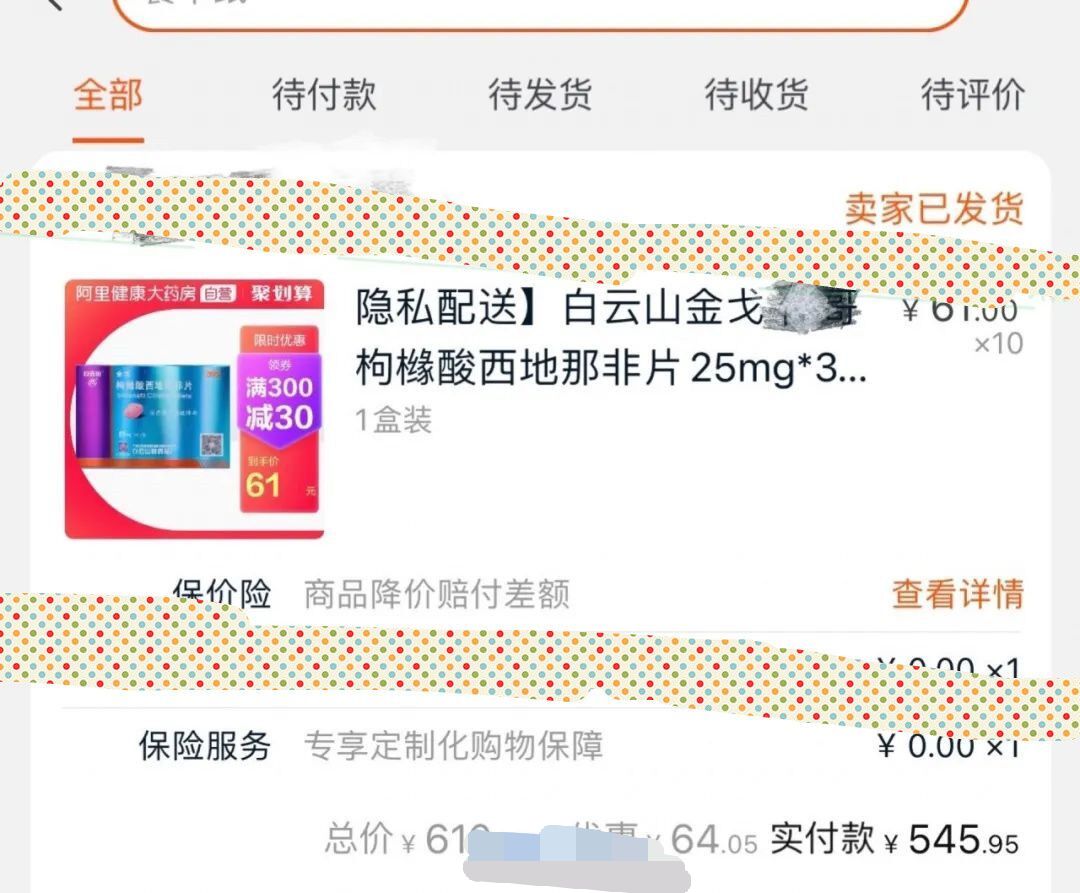 全部 待付款 待发货 待收货 待评价
卖家已发货
阿里健康大药房 自营 聚划算
限时优惠
领券
满300
减30
到手价
61 元
隐私配送】白云山金戈
¥61.00
枸橼酸西地那非片25mg*3...
×10
1盒装
保价险 商品降价赔付差额 查看详情
¥0.00 ×1
保险服务 专享定制化购物保障 ¥0.00 ×1
总价¥ 优惠¥64.05 实付款¥545.95